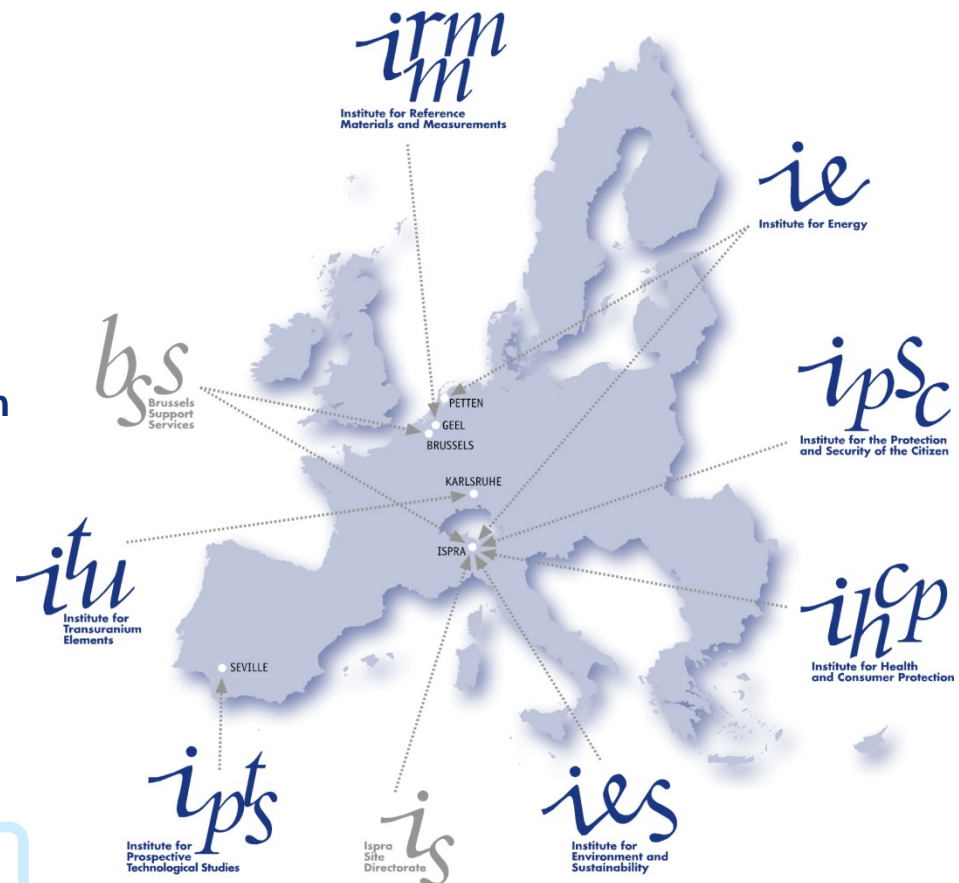 irmm
Institute for Reference
Materials and Measurements
ie
Institute for Energy
bss
Brussels
Support
Services
n
ipsc
Institute for the Protection
and Security of the Citizen
PETTEN
GEEL
BRUSSELS
KARLSRUHE
ISPRA
itu
Institute for
Transuranium
Elements
ihcp
Institute for Health
and Consumer Protection
SEVILLE
ipts
Institute for
Prospective
Technological Studies
is
Ispra
Site
Directorate
ies
Institute for
Environment and
Sustainability